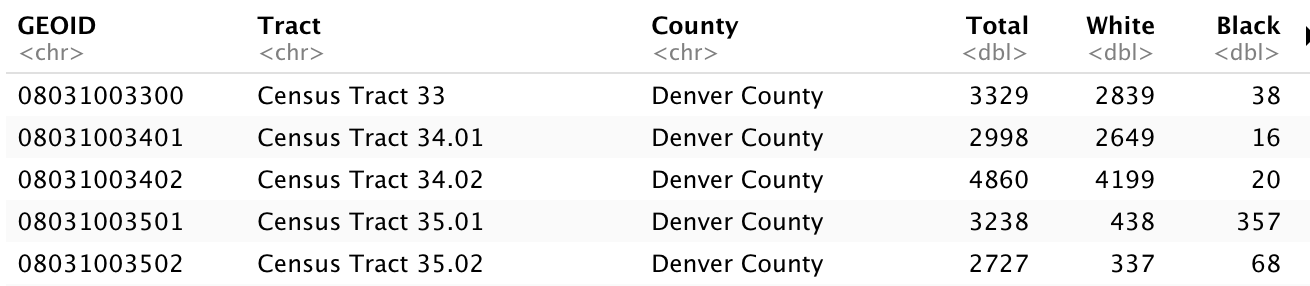 GEOID Tract County Total White Black
<chr> <chr> <chr> <dbl> <dbl> <dbl>
08031003300 Census Tract 33 Denver County 3329 2839 38
08031003401 Census Tract 34.01 Denver County 2998 2649 16
08031003402 Census Tract 34.02 Denver County 4860 4199 20
08031003501 Census Tract 35.01 Denver County 3238 438 357
08031003502 Census Tract 35.02 Denver County 2727 337 68